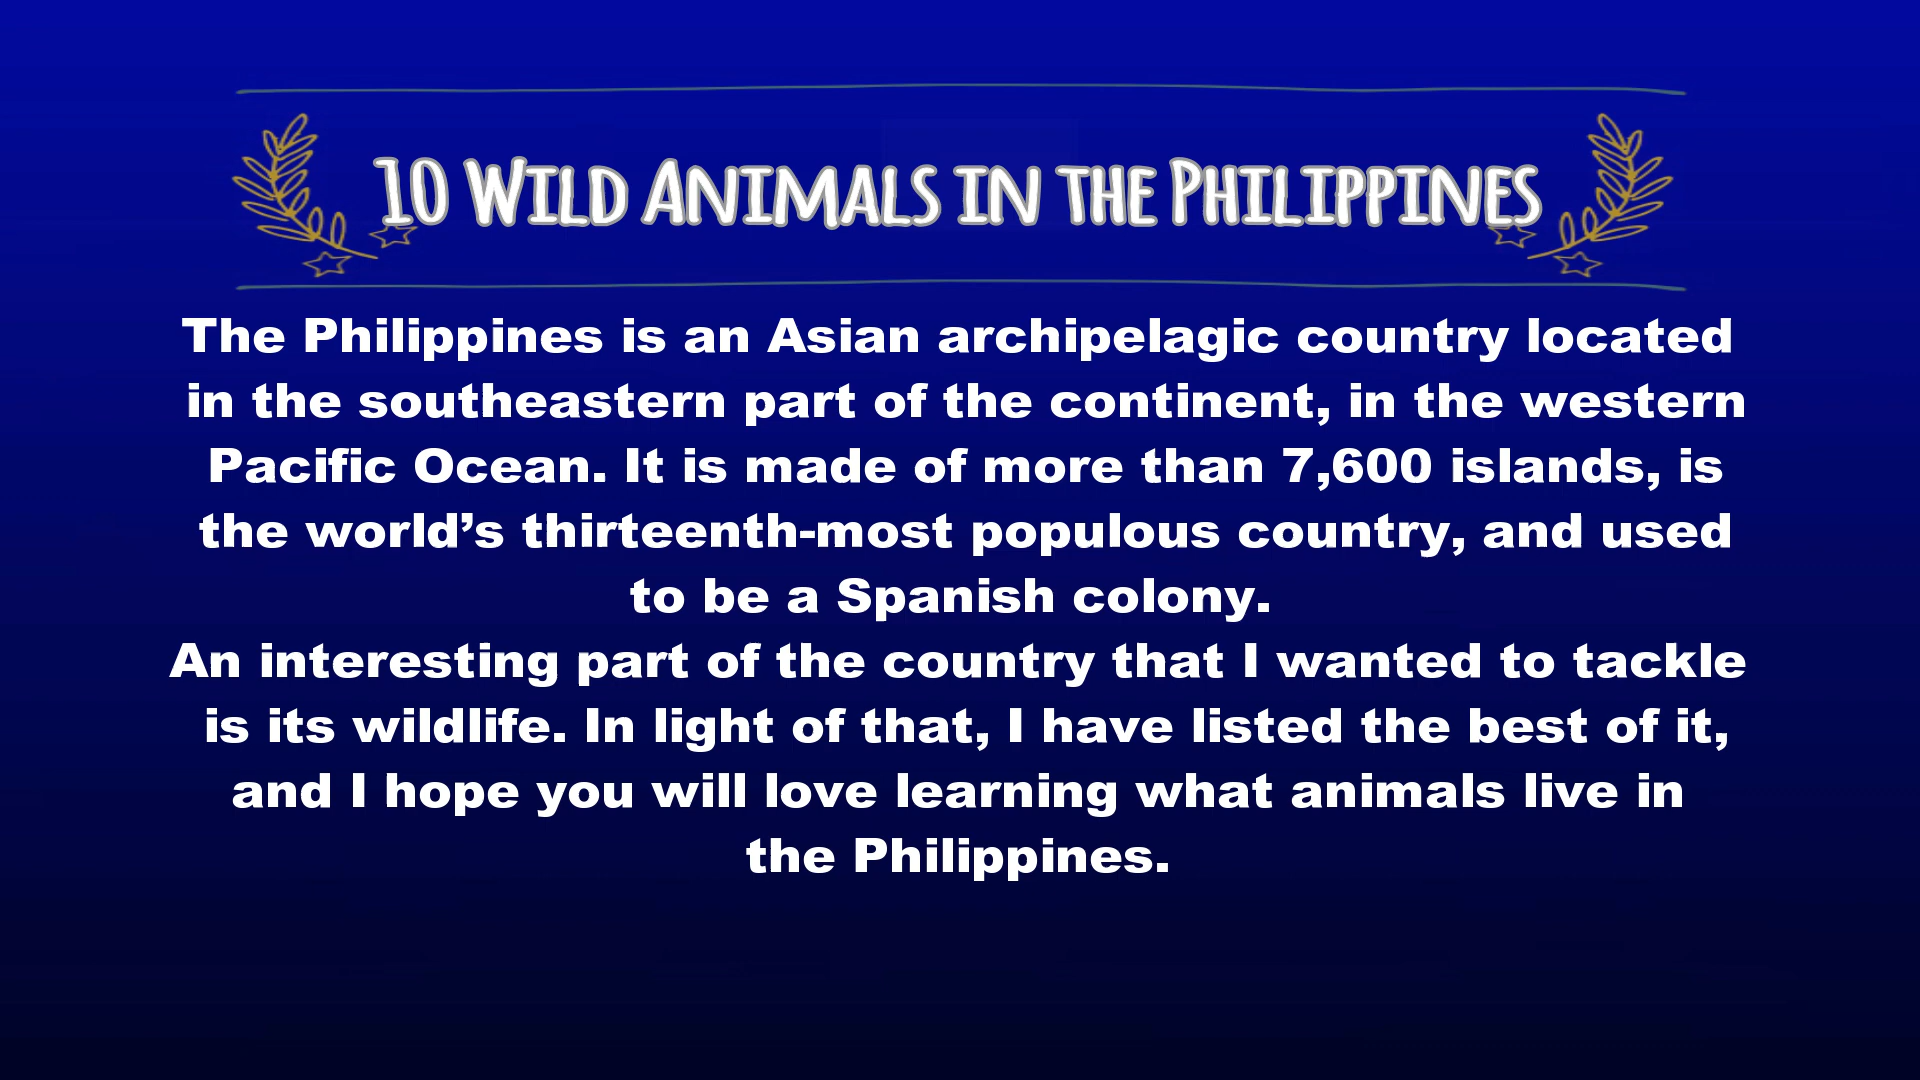 10 Wild Animals in the Philippines
The Philippines is an Asian archipelagic country located
in the southeastern part of the continent, in the western
Pacific Ocean. It is made of more than 7,600 islands, is
the world’s thirteenth-most populous country, and used
to be a Spanish colony.
An interesting part of the country that I wanted to tackle
is its wildlife. In light of that, I have listed the best of it,
and I hope you will love learning what animals live in
the Philippines.